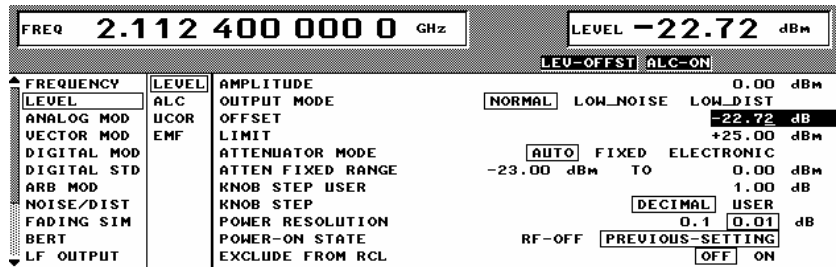 FREQ 2.112 400 000 0 GHz LEVEL -22.72 dBm
LEV-OFFST ALC-ON
FREQUENCY LEVEL AMPLITUDE 0.00 dBm
LEVEL ALC OUTPUT MODE NORMAL LOW_NOISE LOW_DIST
ANALOG MOD UCOR OFFSET -22.72 dB
VECTOR MOD EMF LIMIT +25.00 dBm
DIGITAL MOD ATTENUATOR MODE AUTO FIXED ELECTRONIC
DIGITAL STD ATTEN FIXED RANGE -23.00 dBm TO 0.00 dBm
ARB MOD KNOB STEP USER 1.00 dB
NOISE/DIST KNOB STEP DECIMAL USER
FADING SIM POWER RESOLUTION 0.1 0.01 dB
BERT POWER-ON STATE RF-OFF PREVIOUS-SETTING
LF OUTPUT EXCLUDE FROM RCL OFF ON